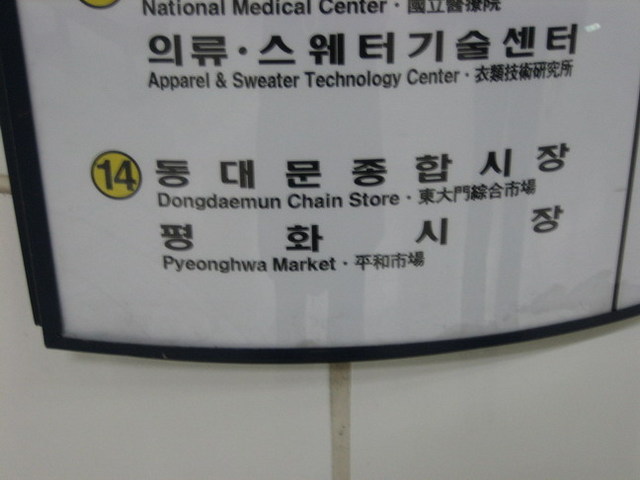 National Medical Center · 國立醫療院
의류·스웨터기술센터
Apparel & Sweater Technology Center · 衣類技術硏究所
14 동대문종합시장
Dongdaemun Chain Store · 東大門綜合市場
평화시장
Pyeonghwa Market · 平和市場